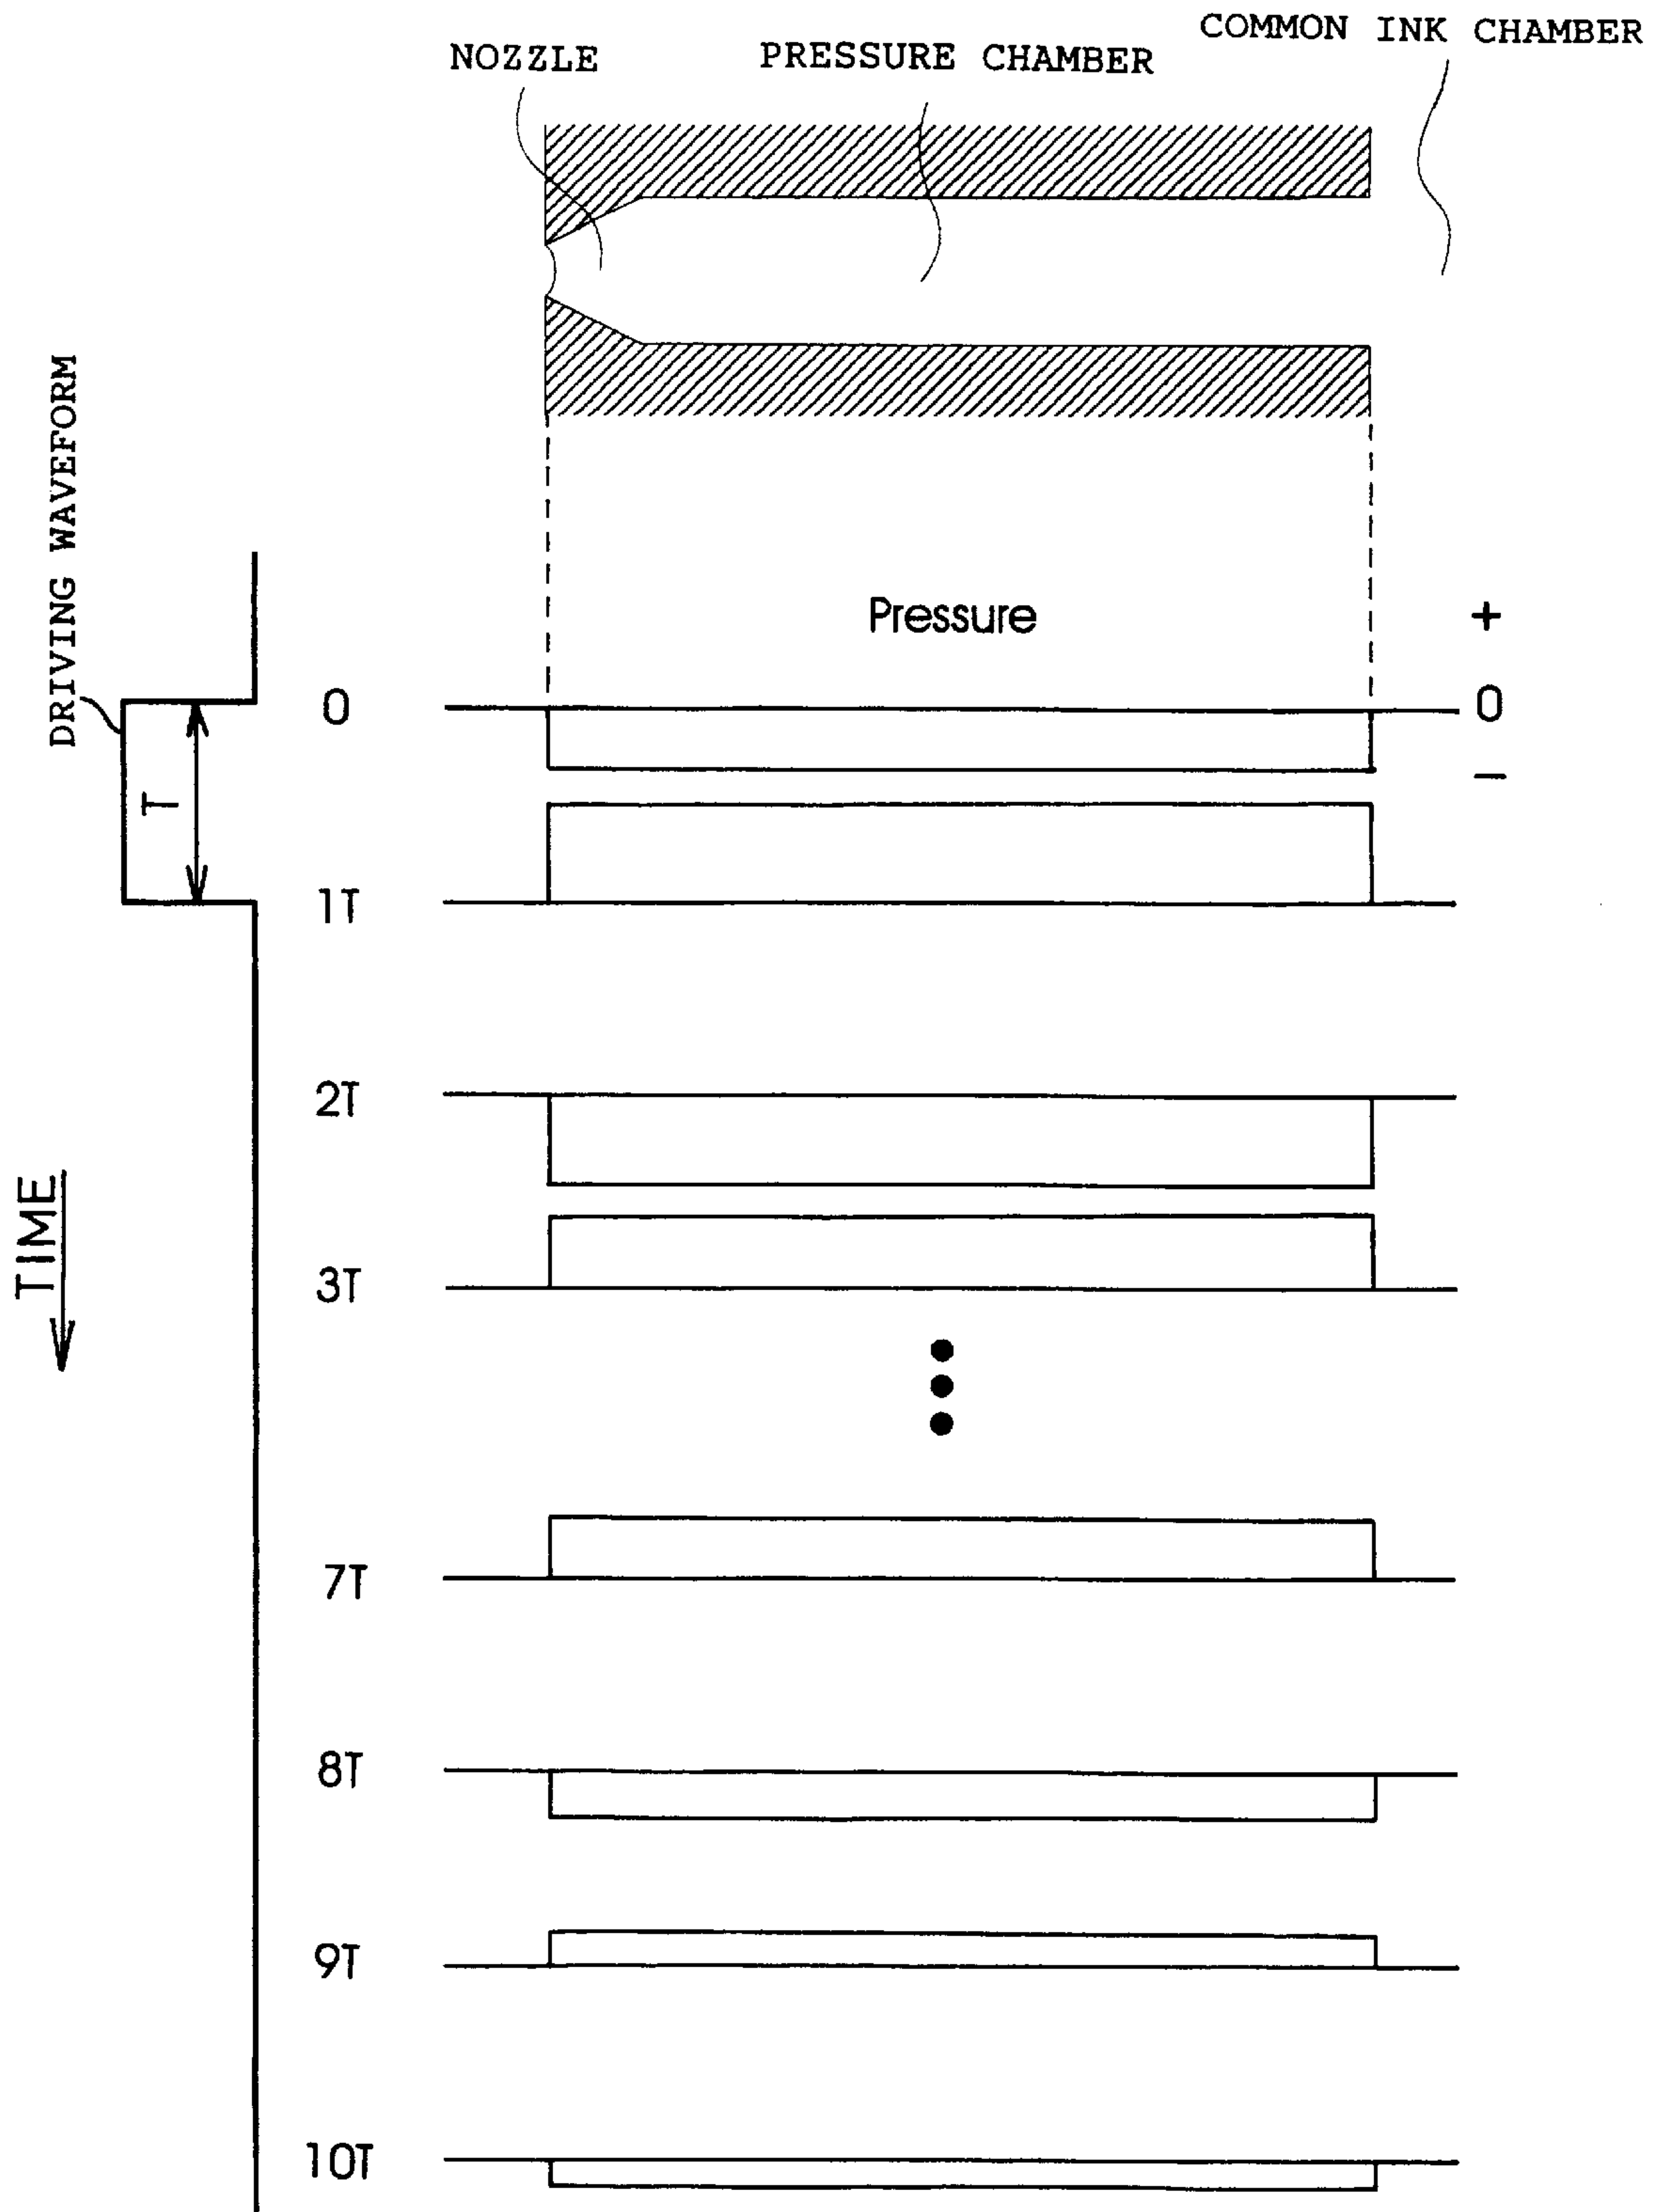 COMMON INK CHAMBER
NOZZLE
PRESSURE CHAMBER
DRIVING WAVEFORM
Pressure
+
0
0
−
T
1T
2T
TIME
3T
7T
8T
9T
10T